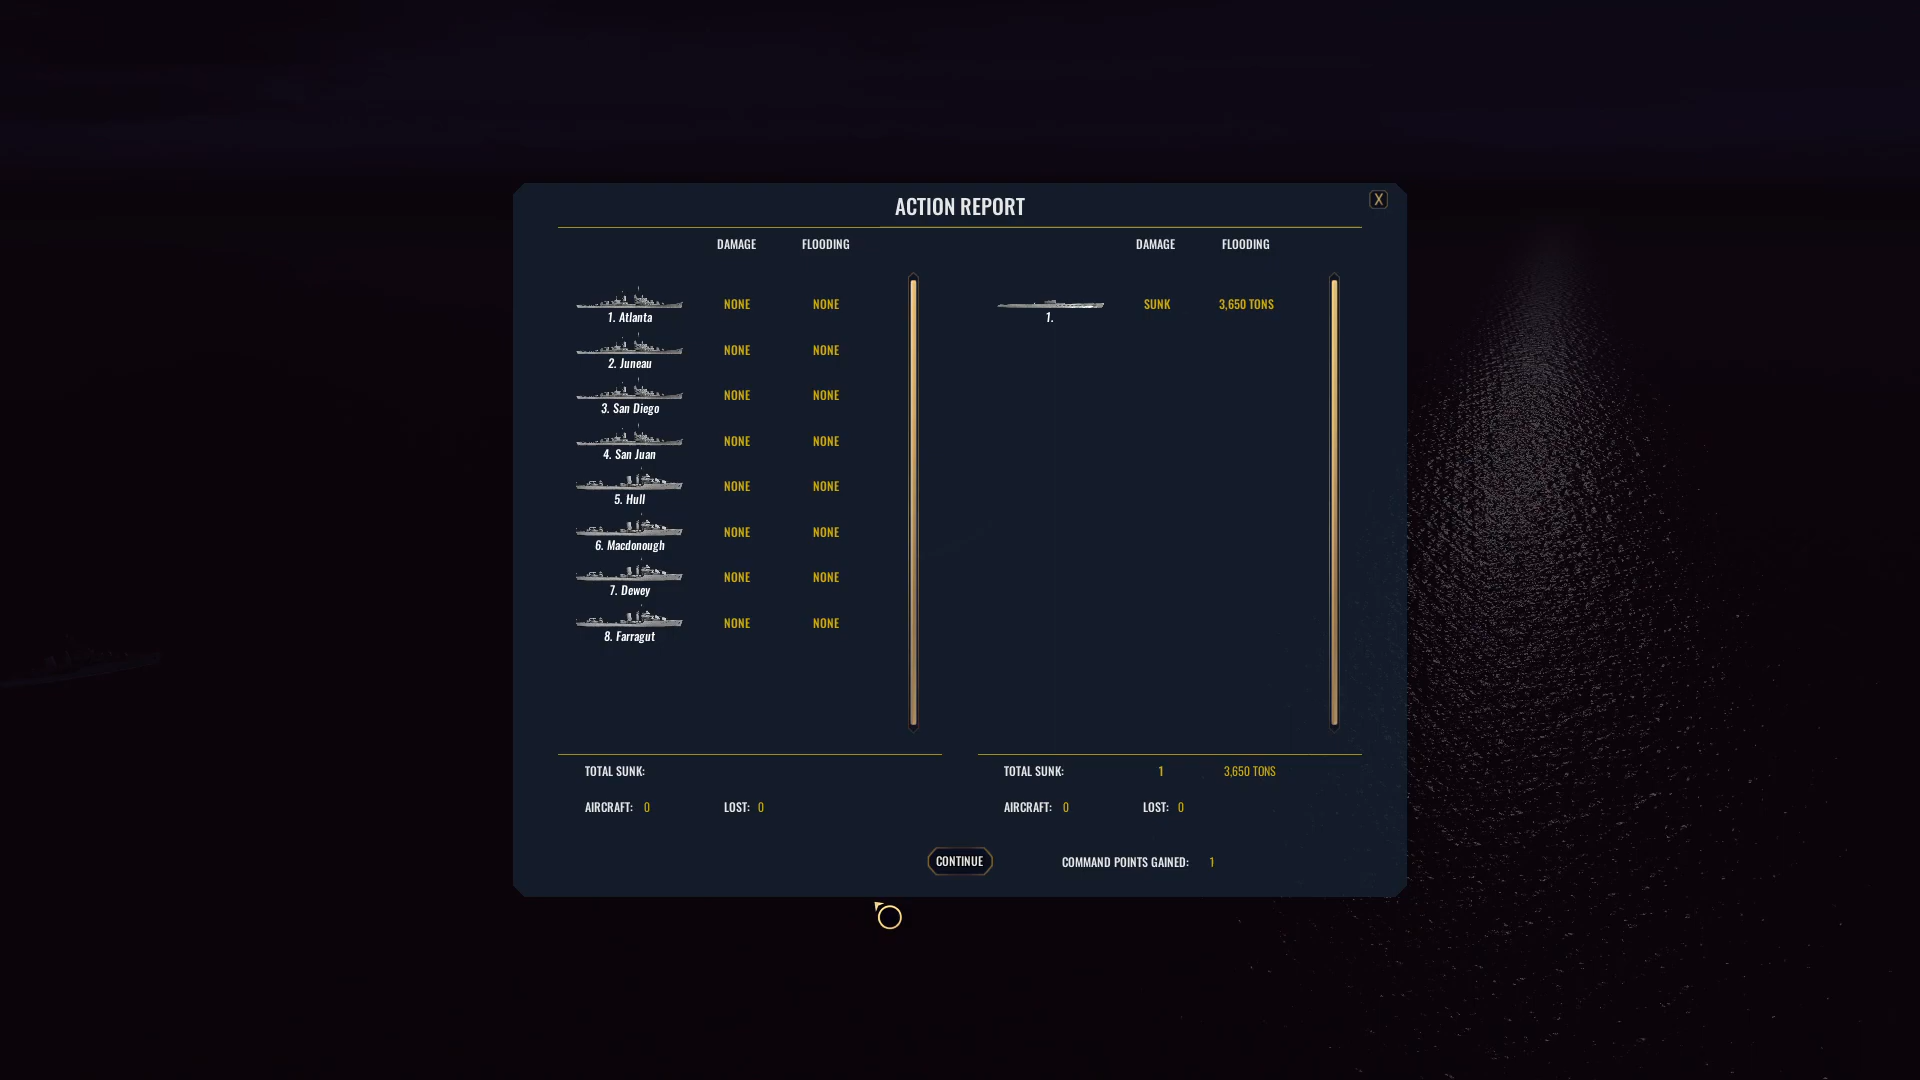 ACTION REPORT
X
DAMAGE FLOODING
DAMAGE FLOODING
NONE NONE
1. Atlanta
NONE NONE
2. Juneau
NONE NONE
3. San Diego
NONE NONE
4. San Juan
NONE NONE
5. Hull
NONE NONE
6. Macdonough
NONE NONE
7. Dewey
NONE NONE
8. Farragut
SUNK 3,650 TONS
1.
TOTAL SUNK:
AIRCRAFT: 0 LOST: 0
TOTAL SUNK: 1 3,650 TONS
AIRCRAFT: 0 LOST: 0
CONTINUE
COMMAND POINTS GAINED: 1